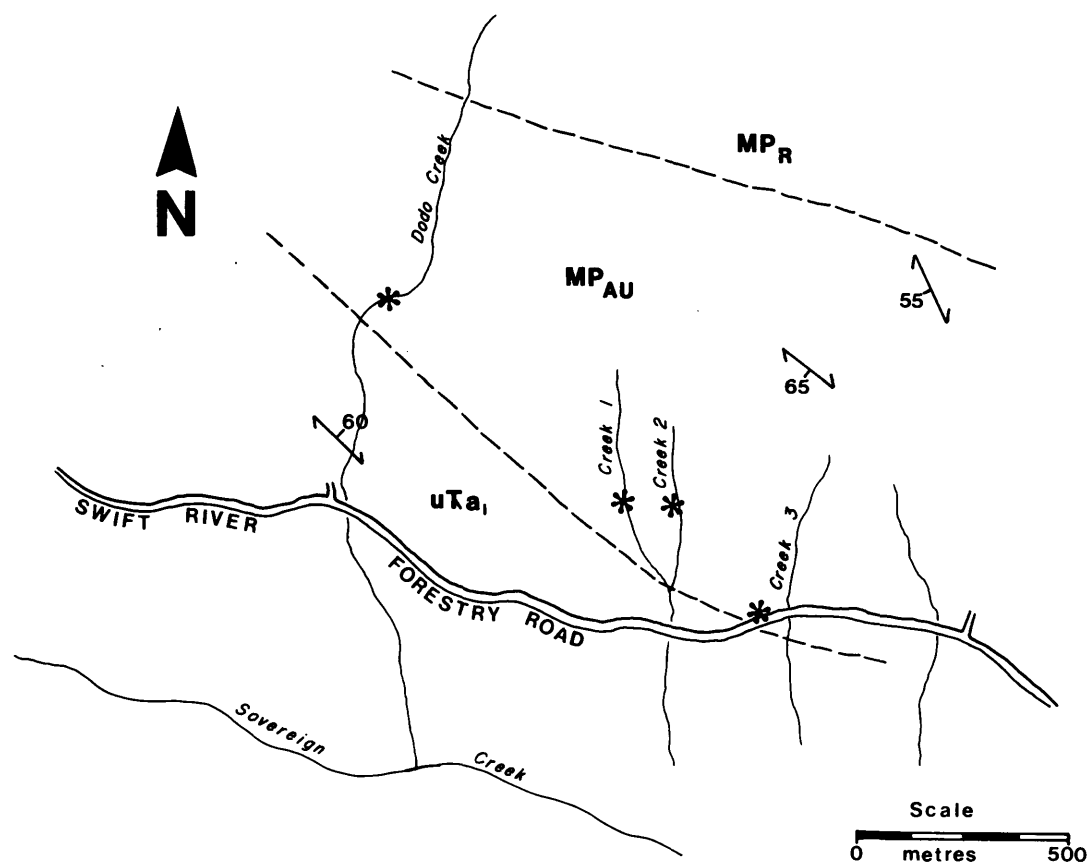 MPR
N
Dodo Creek
MPAU
55
65
60
Creek 1
Creek 2
uTRa1
SWIFT RIVER
Creek 3
FORESTRY ROAD
Sovereign
Creek
Scale
0 metres 500